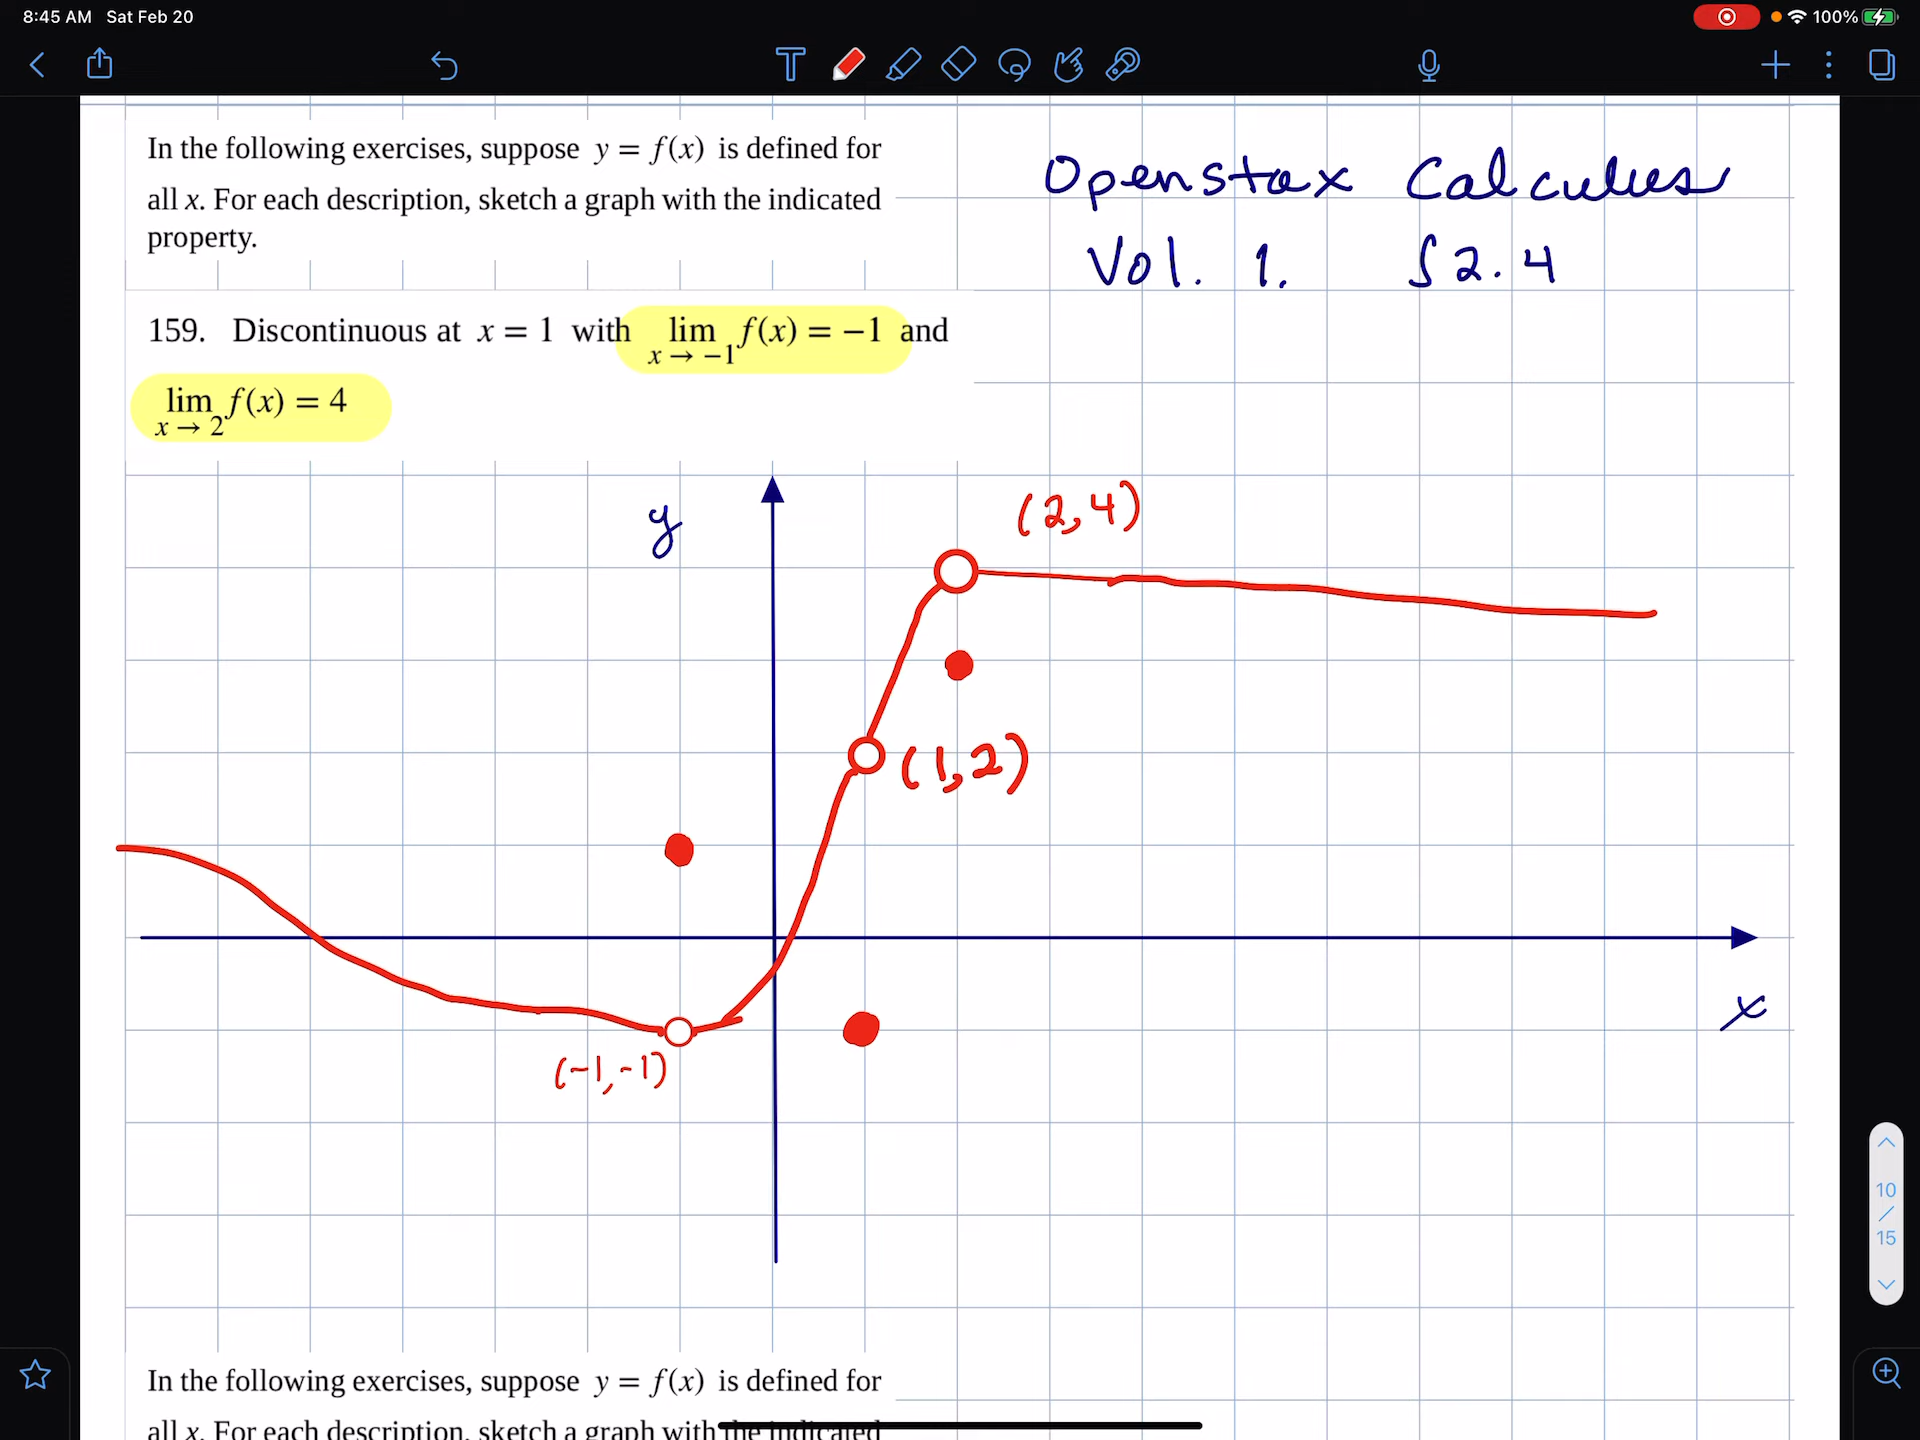 8:45 AM Sat Feb 20 100%
In the following exercises, suppose y = f(x) is defined for
all x. For each description, sketch a graph with the indicated
property.
Openstax Calculus
Vol. 1. §2.4
159. Discontinuous at x = 1 with lim x → −1 f(x) = −1 and
lim x → 2 f(x) = 4
y
(2,4)
(1,2)
x
(-1,-1)
10
/
15
In the following exercises, suppose y = f(x) is defined for
all x. For each description, sketch a graph with the indicated